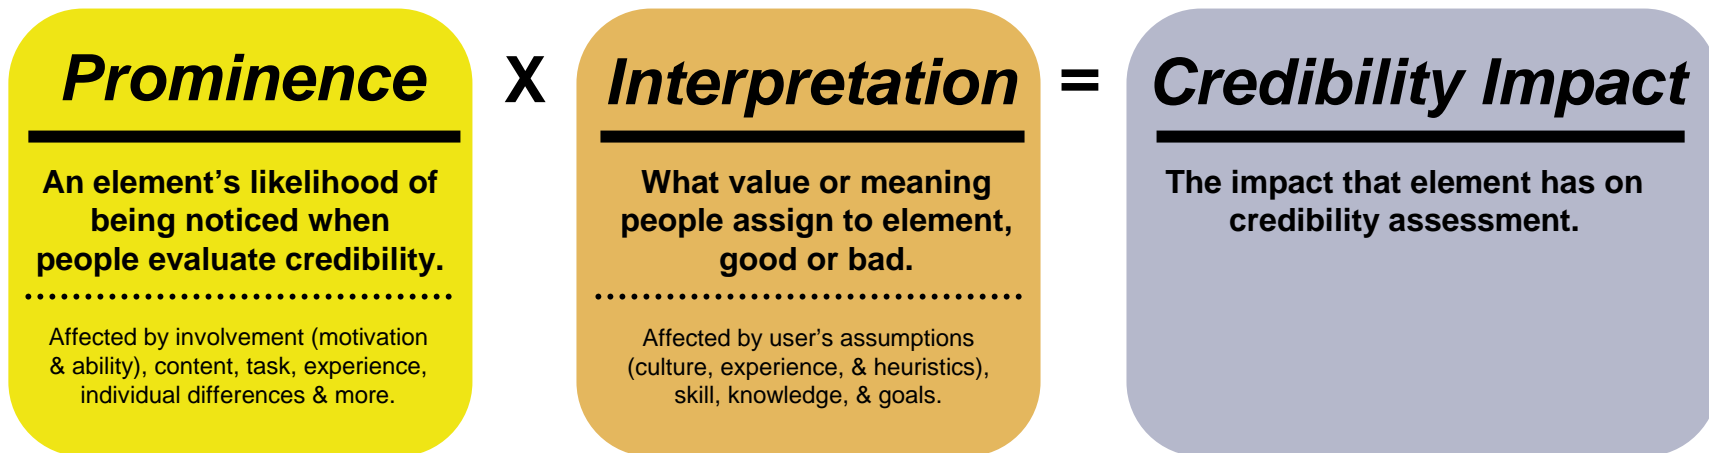 Prominence
An element’s likelihood of
being noticed when
people evaluate credibility.
Affected by involvement (motivation
& ability), content, task, experience,
individual differences & more.
X
Interpretation
What value or meaning
people assign to element,
good or bad.
Affected by user’s assumptions
(culture, experience, & heuristics),
skill, knowledge, & goals.
=
Credibility Impact
The impact that element has on
credibility assessment.